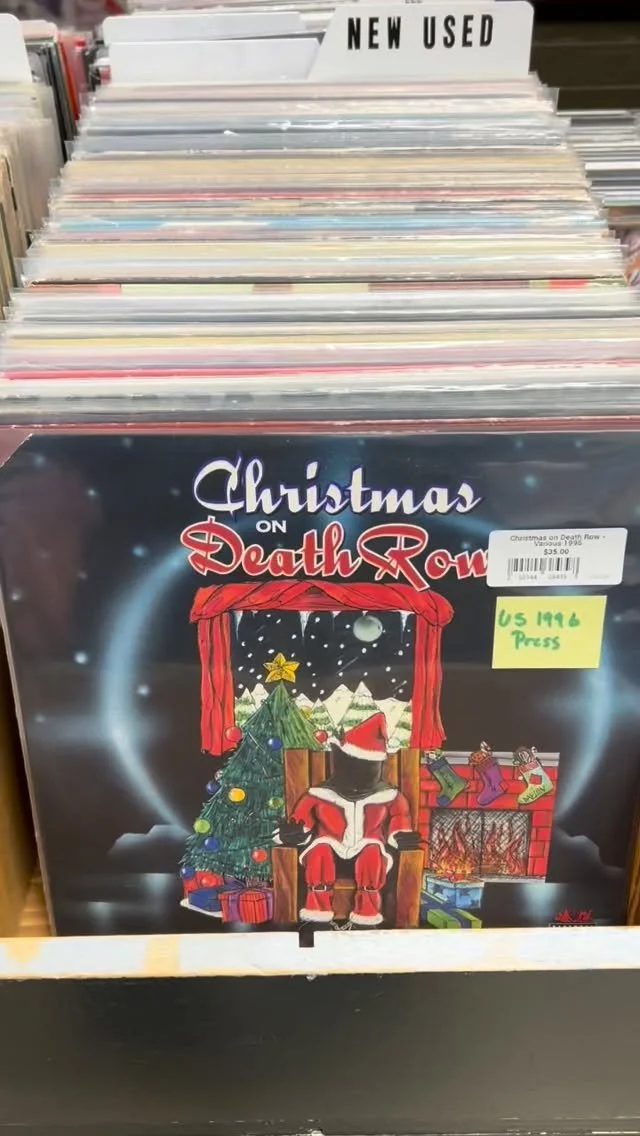 NEW USED
Christmas
ON
Death Row
Christmas on Death Row -
Various 1996
$35.00
US 1996
Press